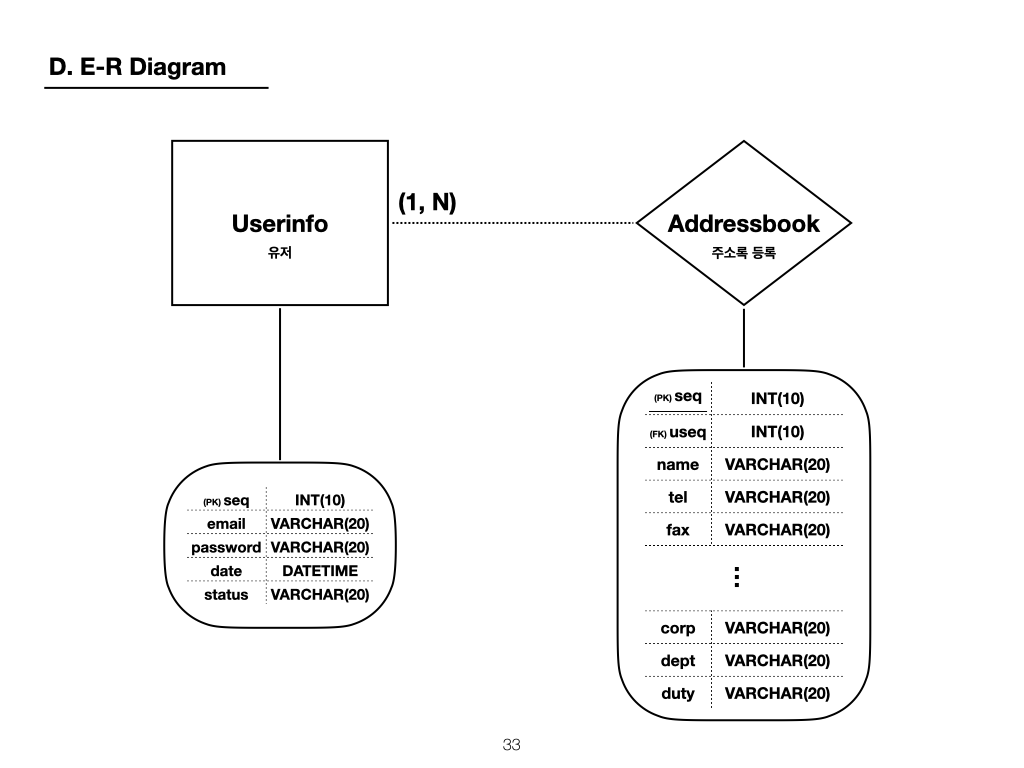 D. E-R Diagram
(1, N)
Userinfo
유저
Addressbook
주소록 등록
(PK) seq INT(10)
email VARCHAR(20)
password VARCHAR(20)
date DATETIME
status VARCHAR(20)
(PK) seq INT(10)
(FK) useq INT(10)
name VARCHAR(20)
tel VARCHAR(20)
fax VARCHAR(20)
⋮
corp VARCHAR(20)
dept VARCHAR(20)
duty VARCHAR(20)
33